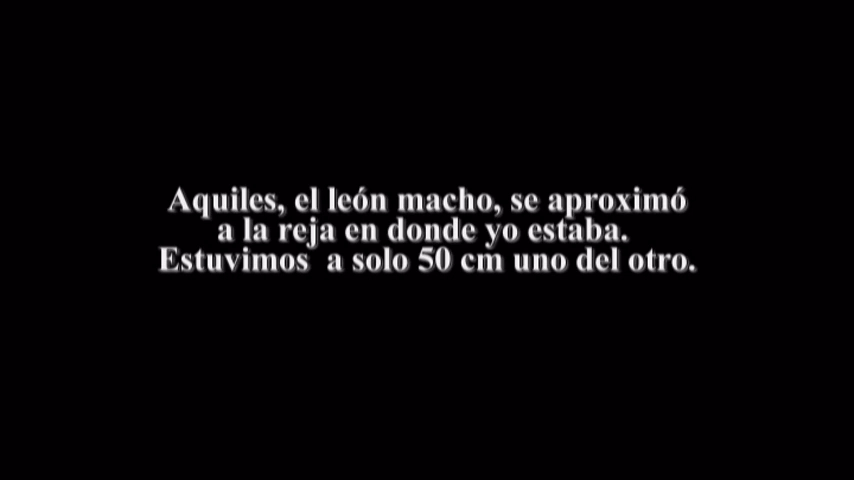 Aquiles, el león macho, se aproximó
a la reja en donde yo estaba.
Estuvimos  a solo 50 cm uno del otro.